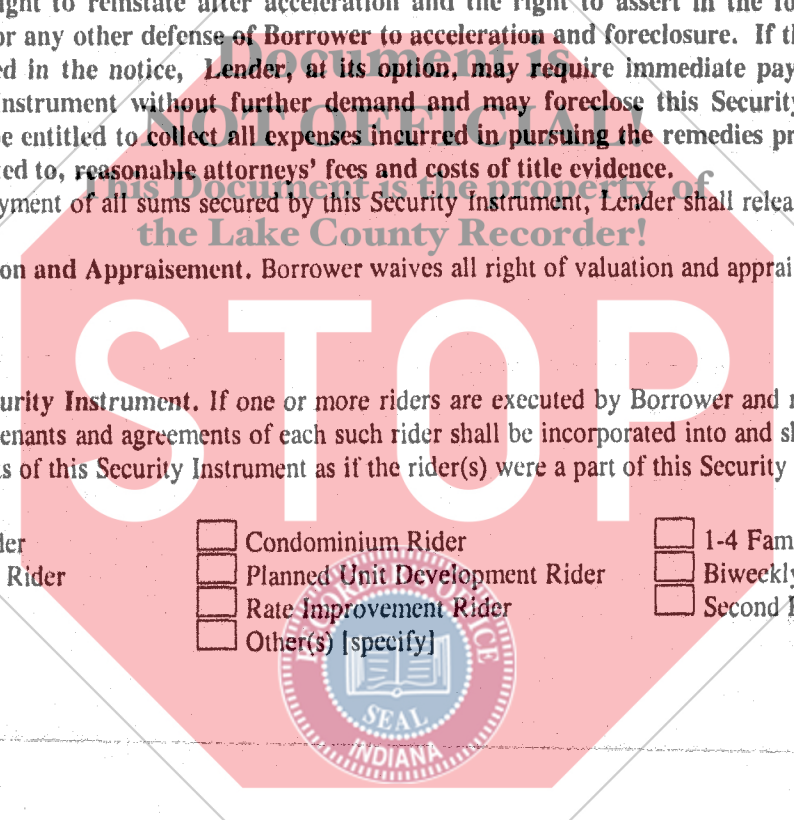 ght to reinstate after acceleration and the right to assert in the fo
or any other defense of Borrower to acceleration and foreclosure. If th
Document is
ed in the notice, Lender, at its option, may require immediate pay
nstrument without further demand and may foreclose this Security
NOT OFFICIAL!
be entitled to collect all expenses incurred in pursuing the remedies pr
ted to, reasonable attorneys' fees and costs of title evidence.
This Document is the property of
yment of all sums secured by this Security Instrument, Lender shall relea
the Lake County Recorder!
on and Appraisement. Borrower waives all right of valuation and apprai
STOP
urity Instrument. If one or more riders are executed by Borrower and r
enants and agreements of each such rider shall be incorporated into and sh
s of this Security Instrument as if the rider(s) were a part of this Security
der Condominium Rider 1-4 Fam
Rider Planned Unit Development Rider Biweekly
Rate Improvement Rider Second
Other(s) [specify]
RECORDER'S OFFICE
SEAL
INDIANA